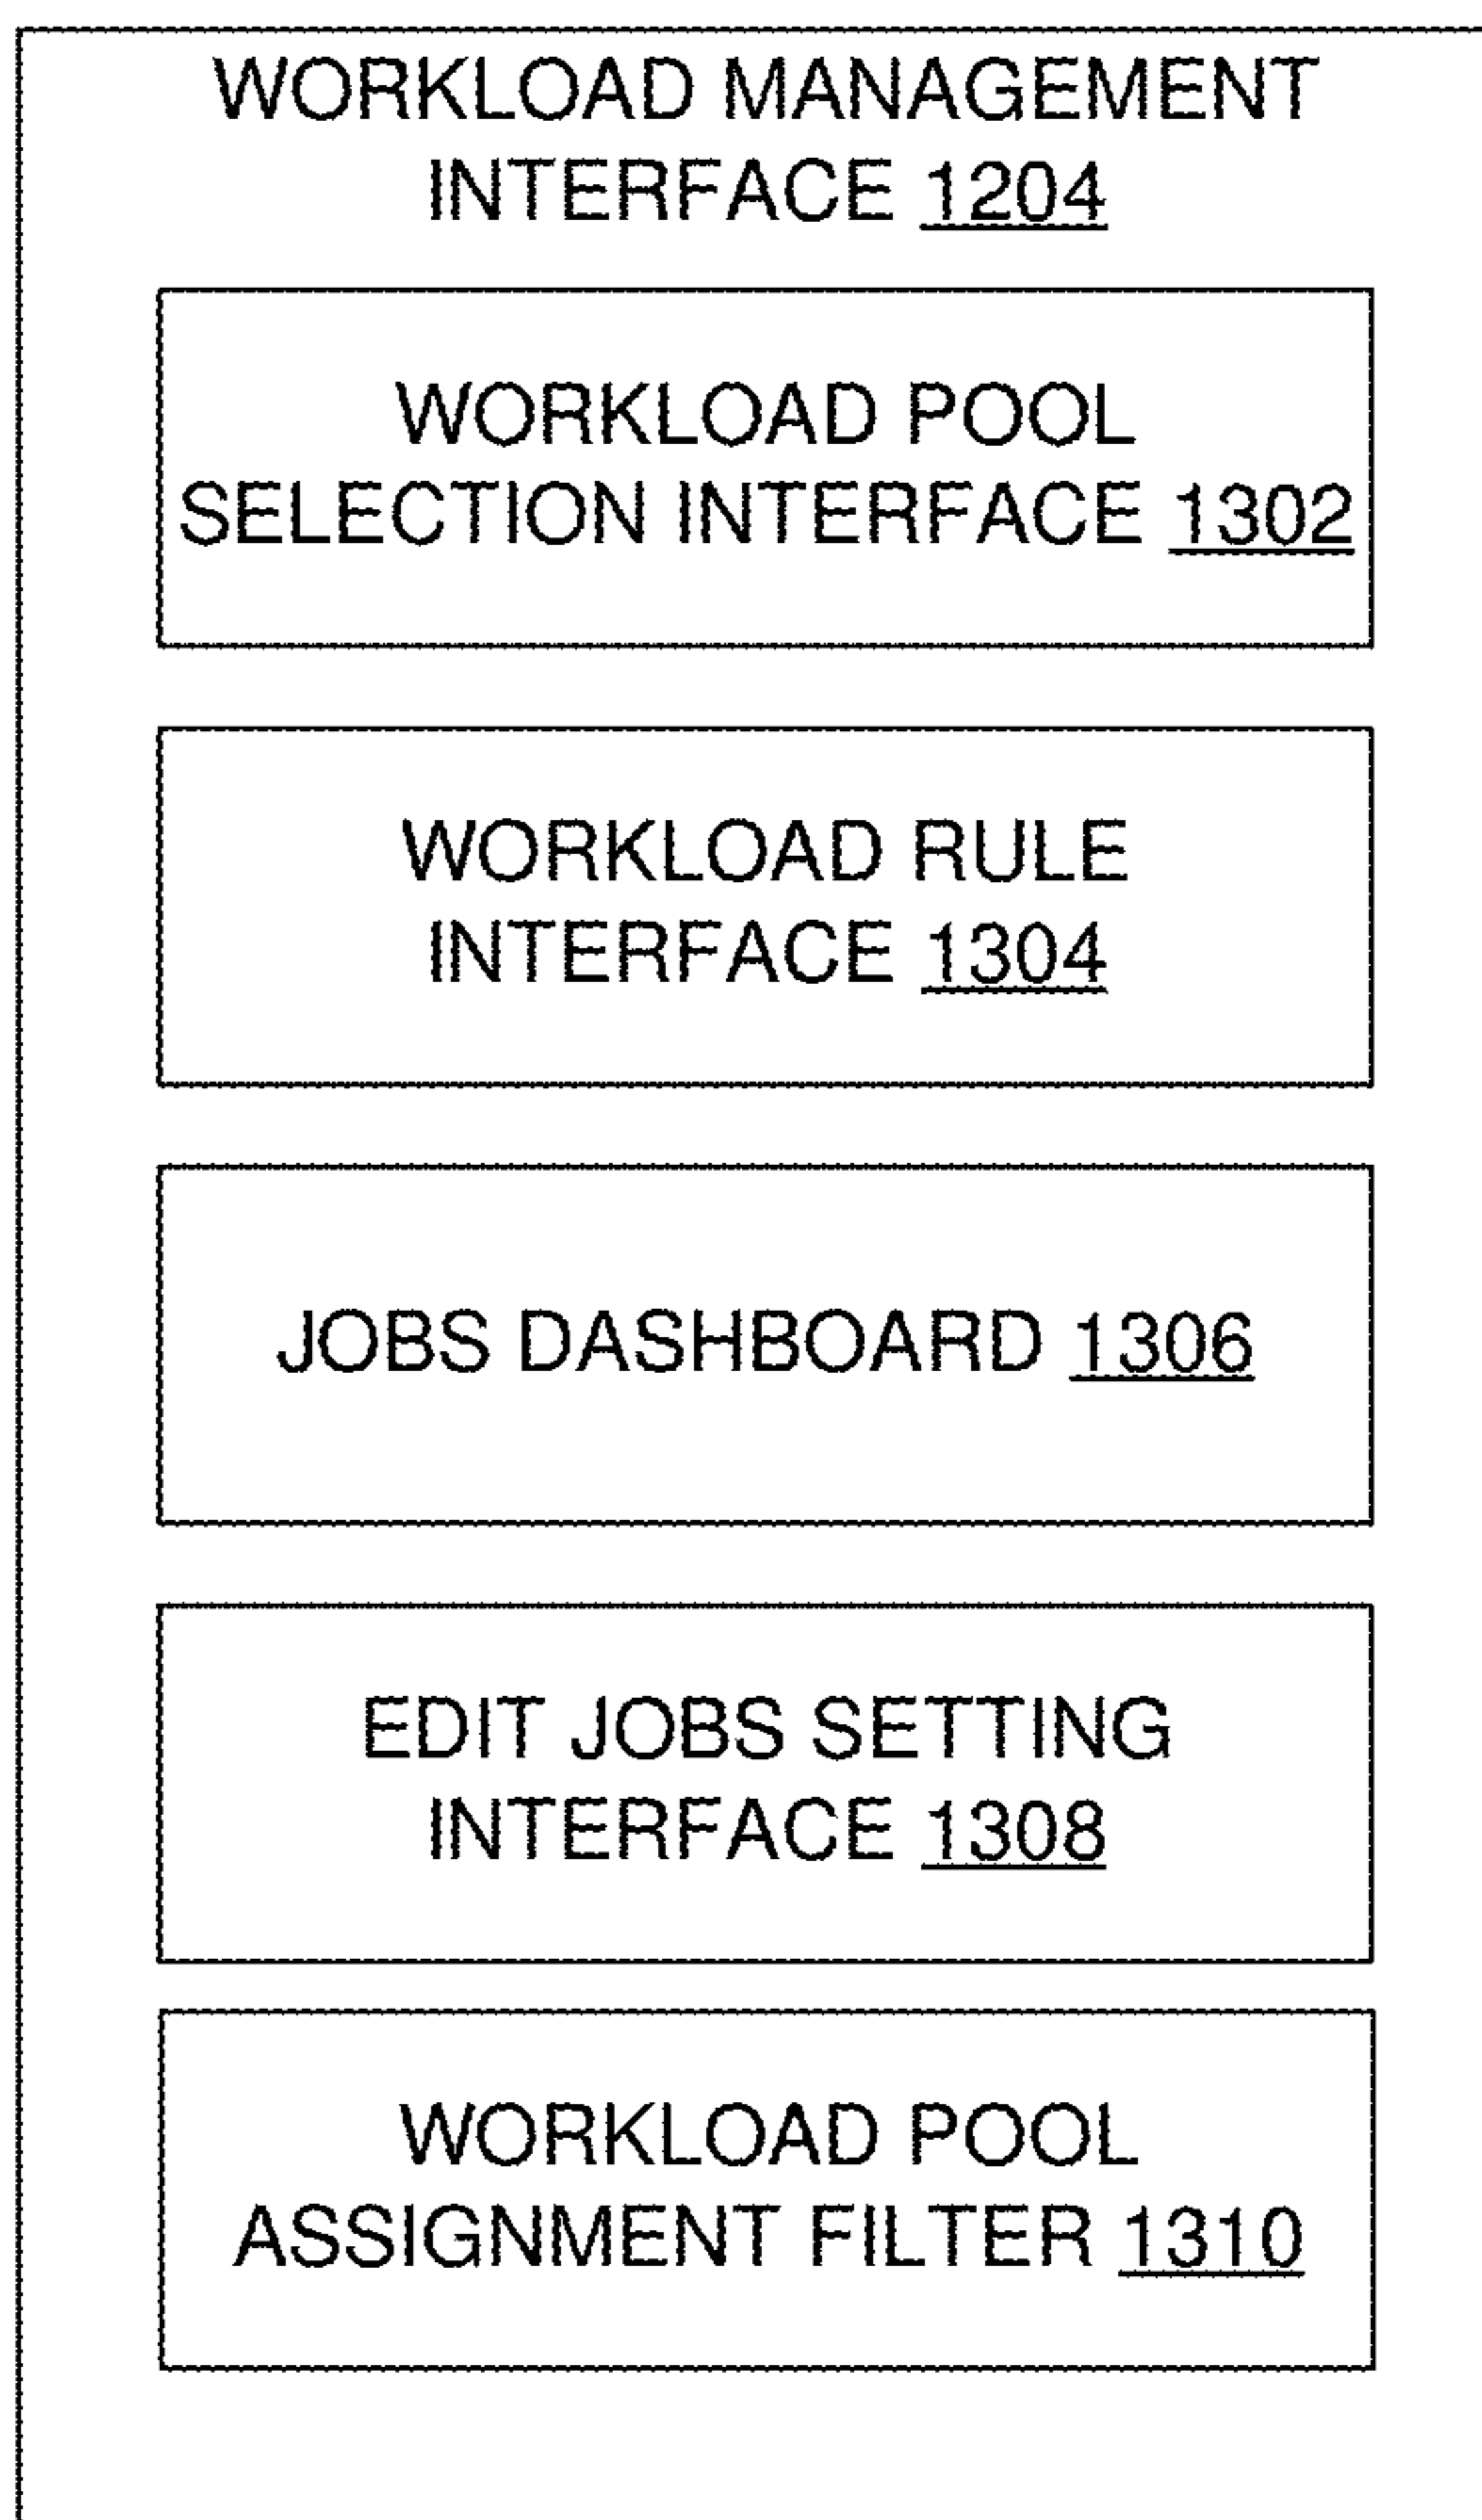 WORKLOAD MANAGEMENT
INTERFACE 1204
WORKLOAD POOL
SELECTION INTERFACE 1302
WORKLOAD RULE
INTERFACE 1304
JOBS DASHBOARD 1306
EDIT JOBS SETTING
INTERFACE 1308
WORKLOAD POOL
ASSIGNMENT FILTER 1310